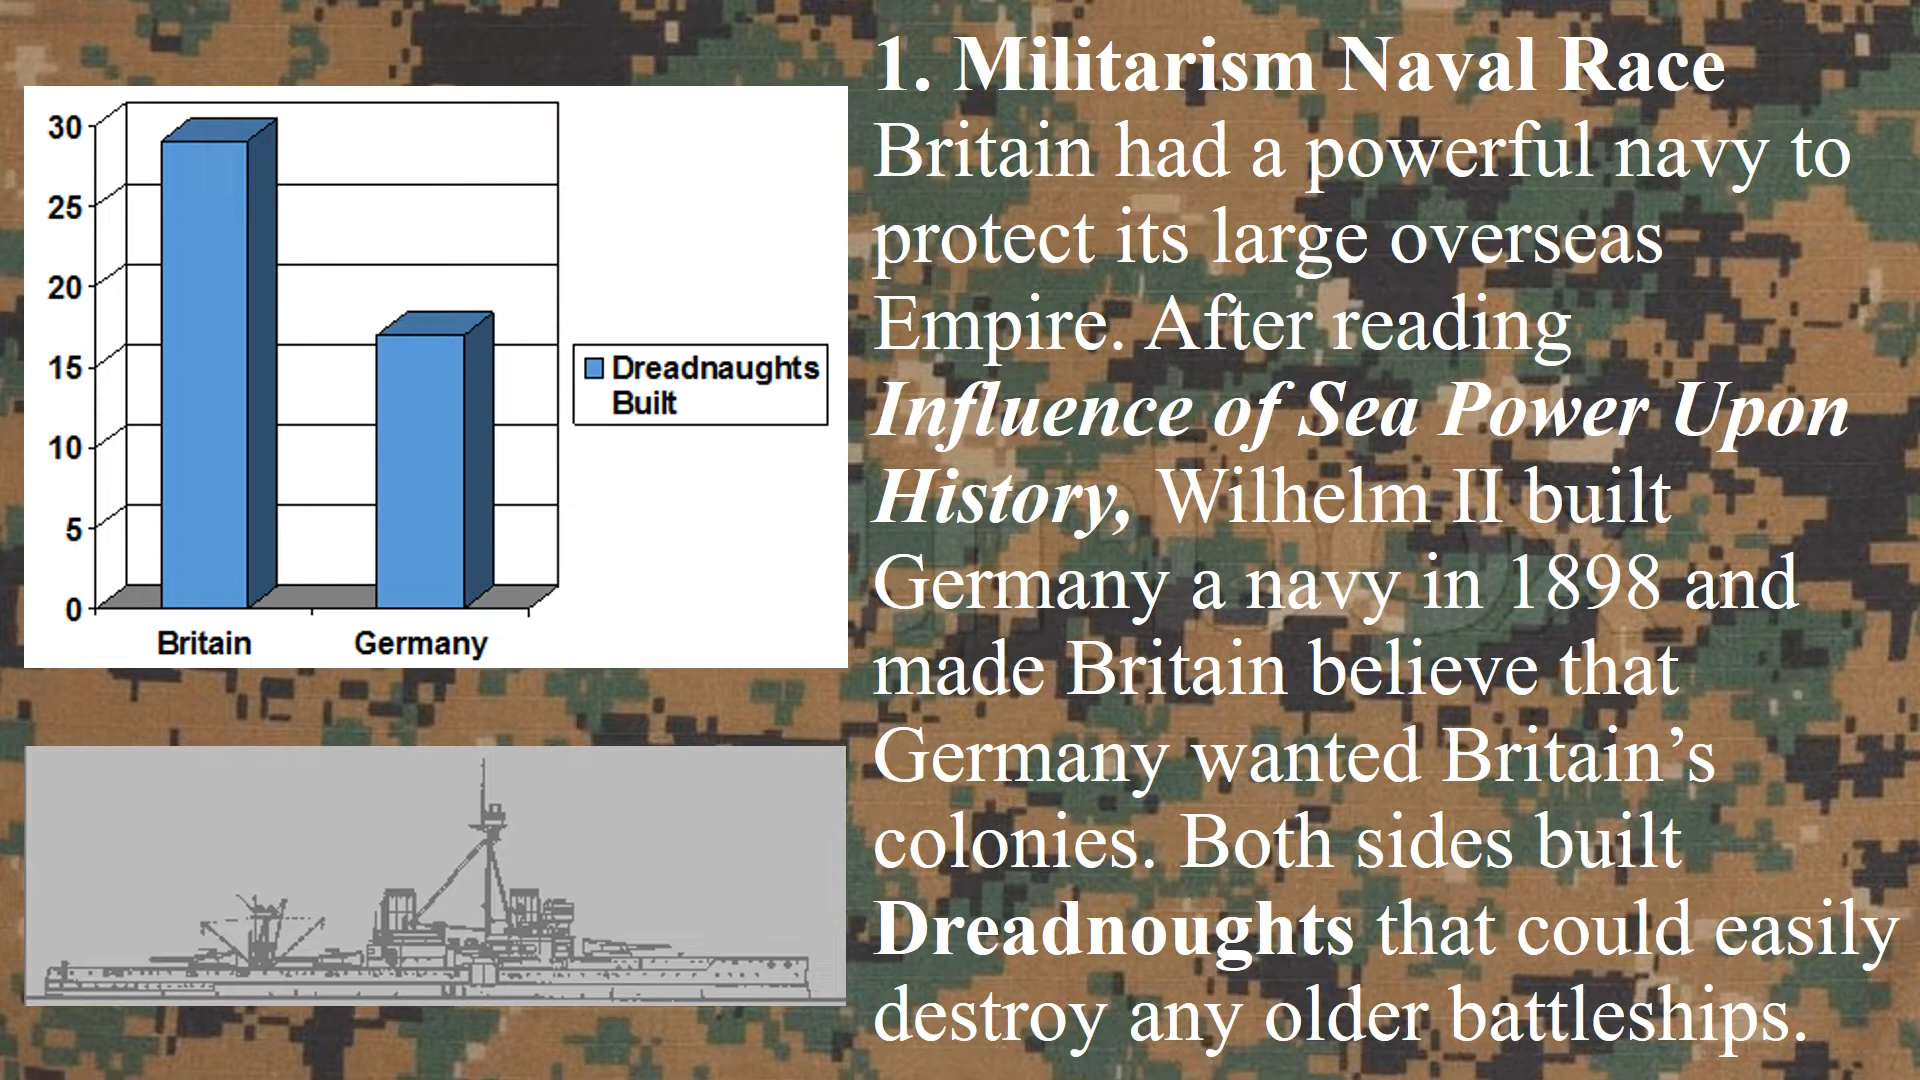 30
25
20
15
10
5
0
Britain
Germany
Dreadnaughts
Built
1. Militarism Naval Race
Britain had a powerful navy to
protect its large overseas
Empire. After reading
Influence of Sea Power Upon
History, Wilhelm II built
Germany a navy in 1898 and
made Britain believe that
Germany wanted Britain’s
colonies. Both sides built
Dreadnoughts that could easily
destroy any older battleships.